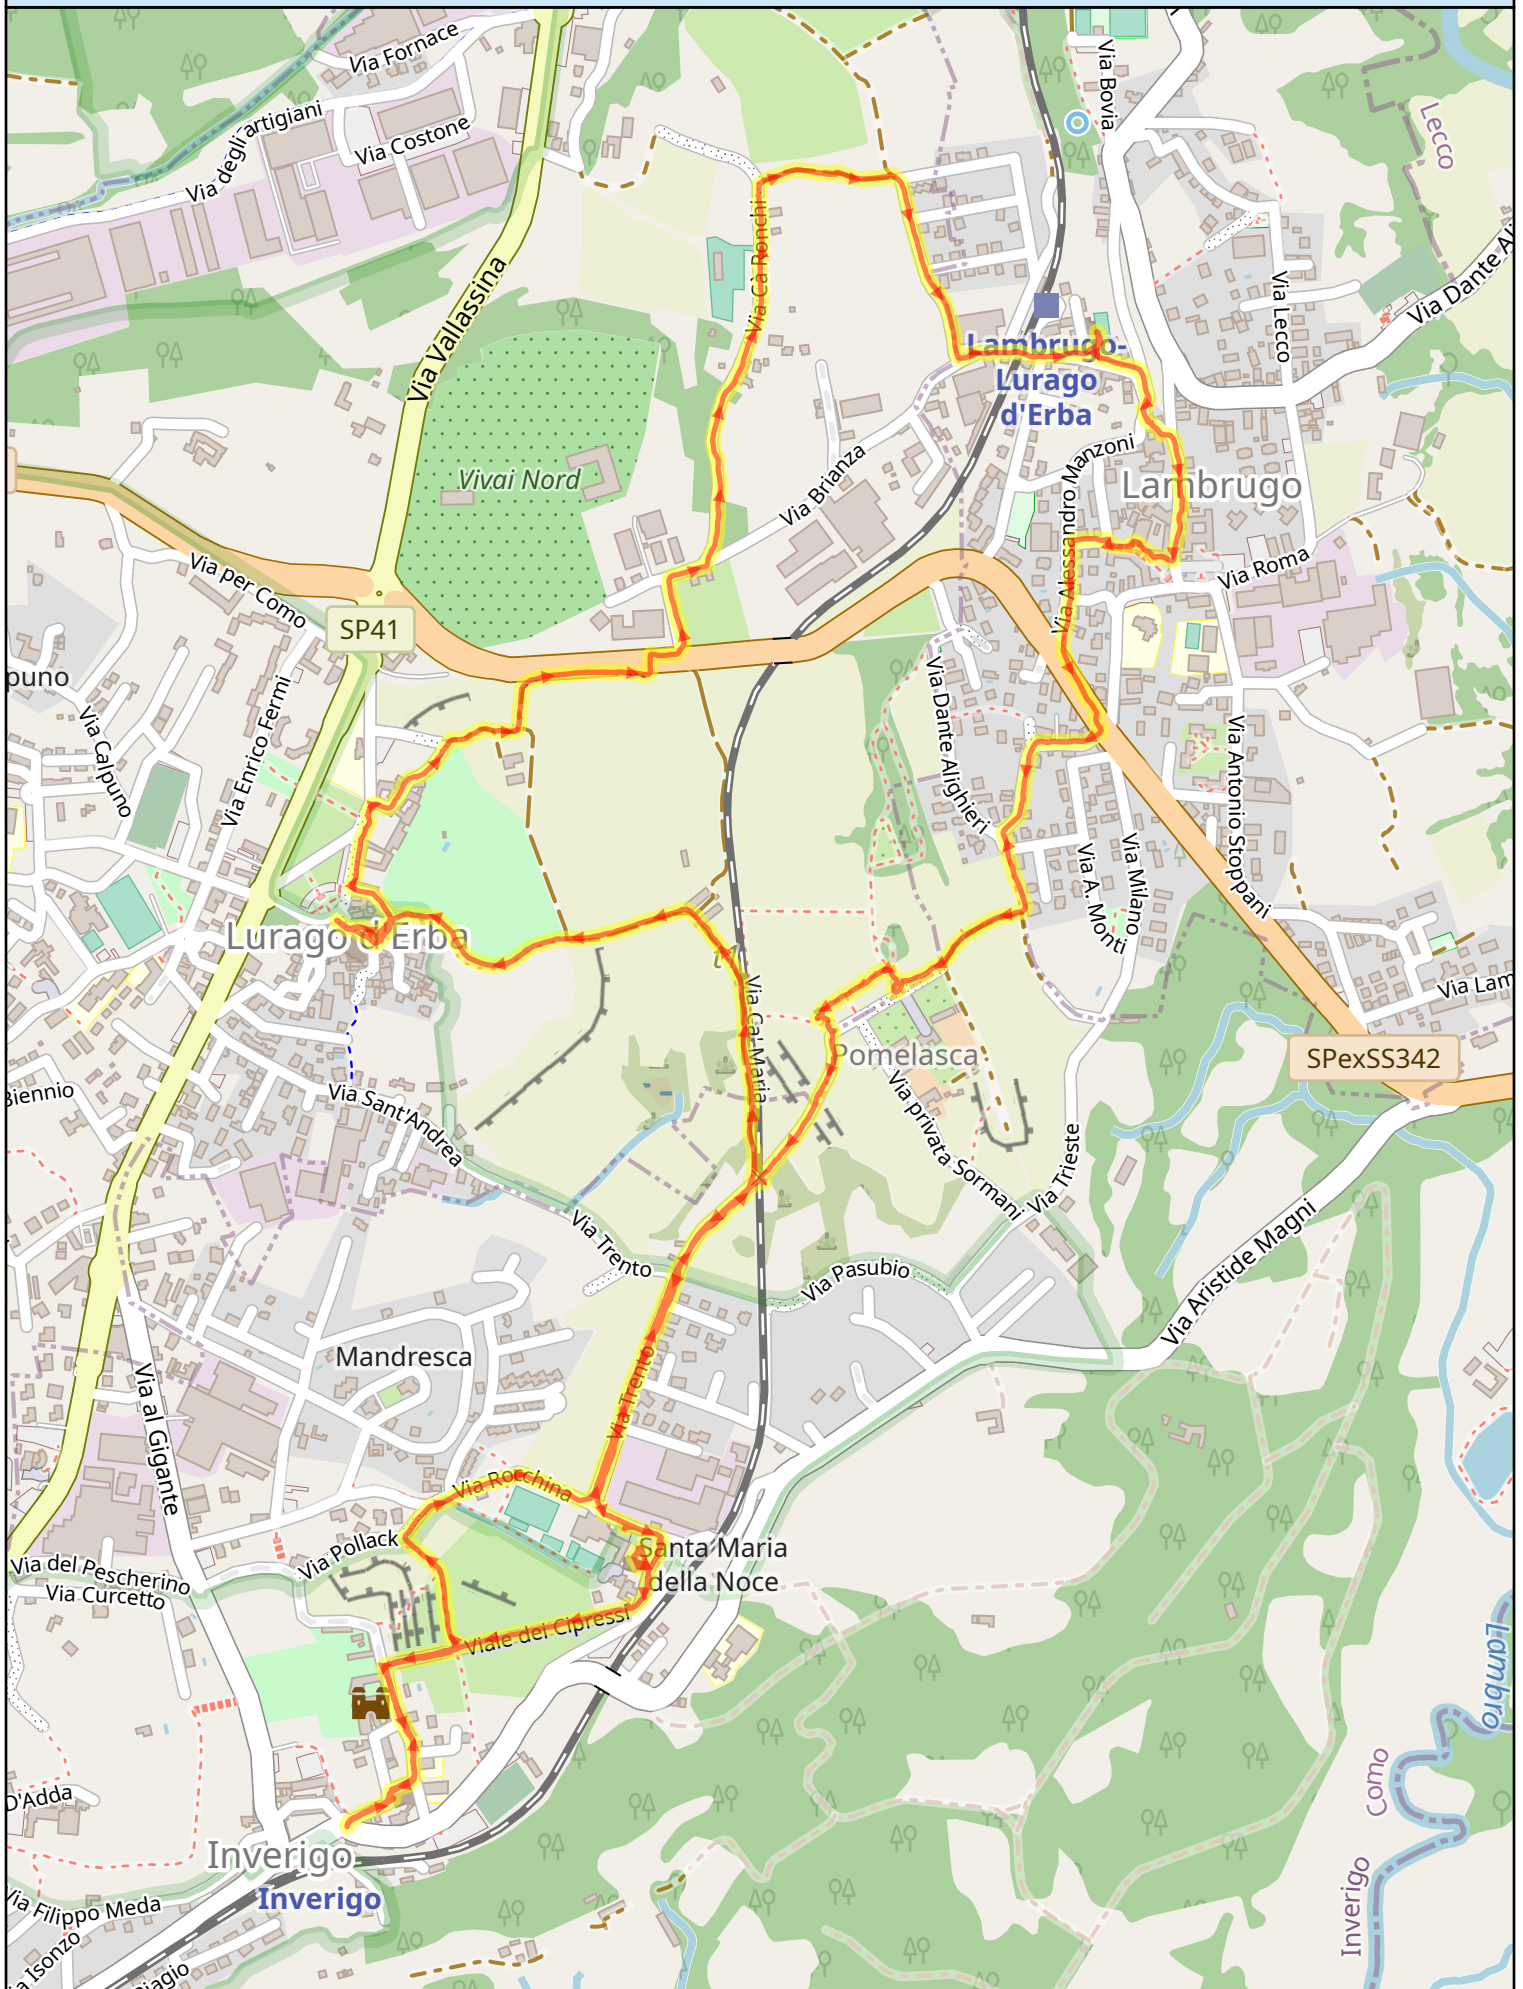 Via Fornace
Via Bovia
Via degli artigiani
Via Costone
Lecco
Via Cà Ronchi
Via Vallassina
Via Lecco
Via Dante Ali
Lambrugo-
Lurago
d'Erba
Vivai Nord
Via Brianza
Via Alessandro Manzoni
Lambrugo
Via Roma
Via per Como
SP41
puno
Via Calpuno
Via Enrico Fermi
Via Dante Alighieri
Via A. Monti
Via Milano
Via Antonio Stoppani
Lurago d'Erba
Via Ca' Maria
Via Lam
Pomelasca
SPexSS342
Biennio
Via Sant'Andrea
Via privata Sormani
Via Trieste
Via Trento
Via Pasubio
Via Aristide Magni
Mandresca
Via Trento
Via al Gigante
Via Rocchina
Via Pollack
Santa Maria
della Noce
Via del Pescherino
Via Curcetto
Viale dei Cipressi
Lambro
Como
D'Adda
Inverigo
Inverigo
Inverigo
Via Filippo Meda
ia Isonzo
Biagio